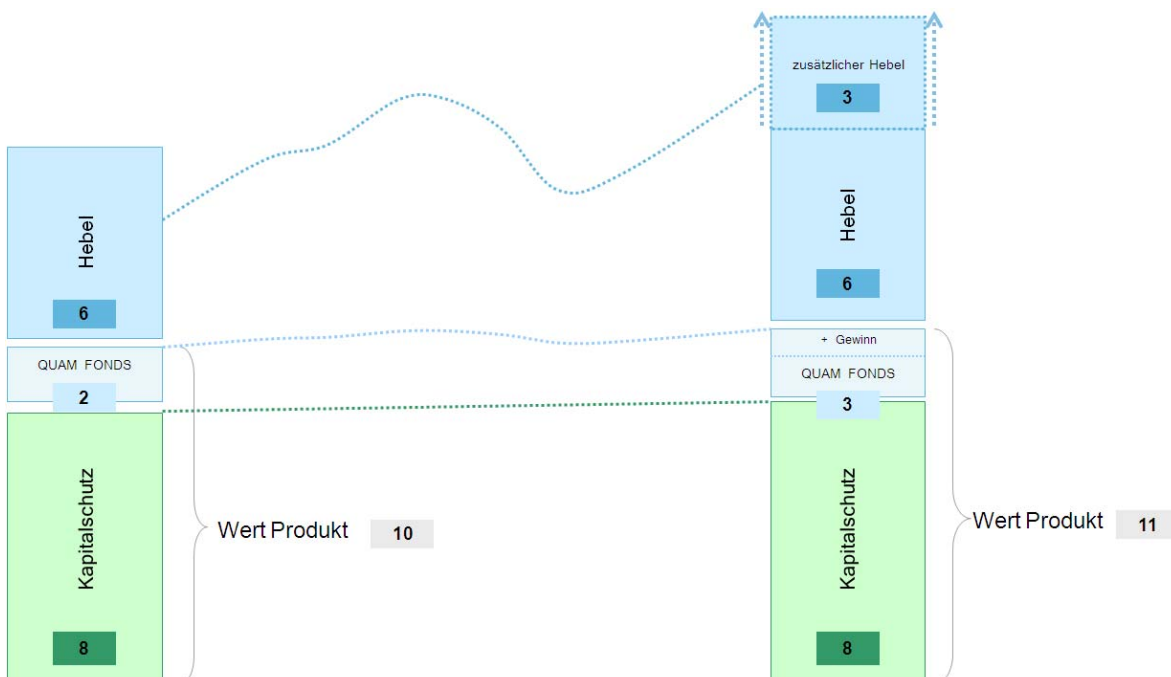 zusätzlicher Hebel
3
Hebel
6
Hebel
6
QUAM FONDS
2
+ Gewinn
QUAM FONDS
3
Kapitalschutz
8
Wert Produkt 10
Kapitalschutz
8
Wert Produkt 11